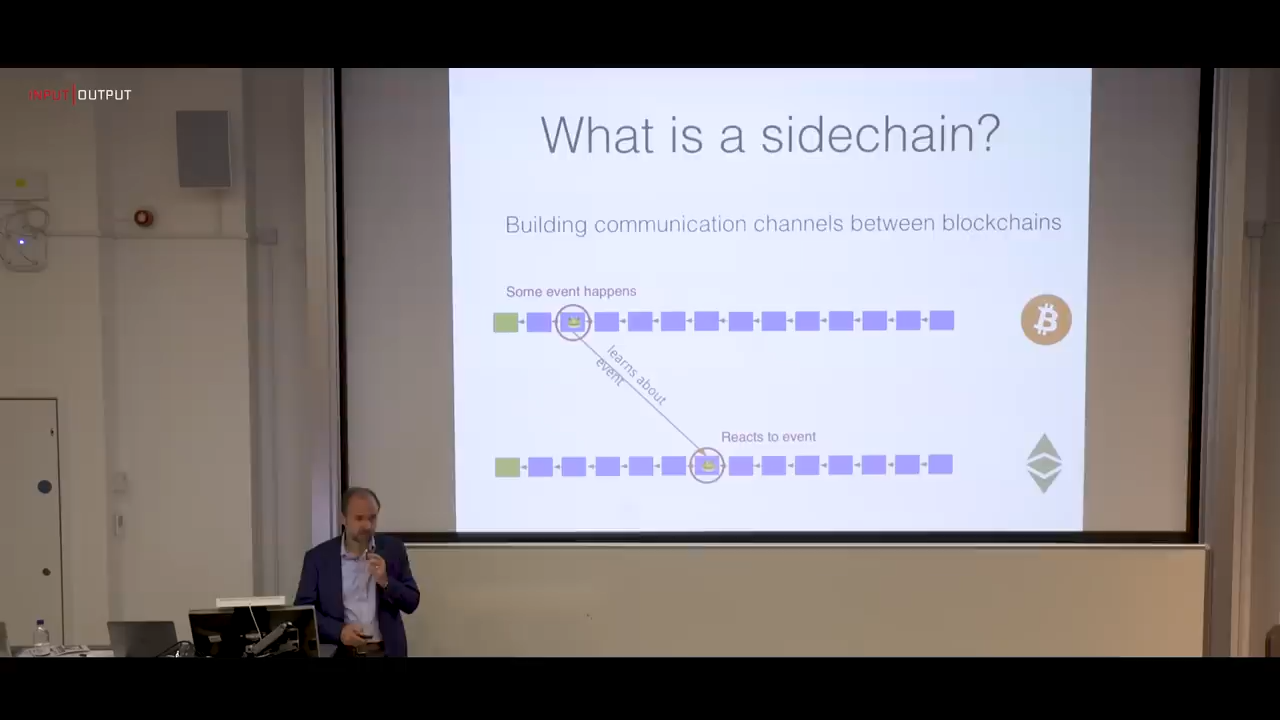 INPUT|OUTPUT
What is a sidechain?
Building communication channels between blockchains
Some event happens
learns about
event
Reacts to event